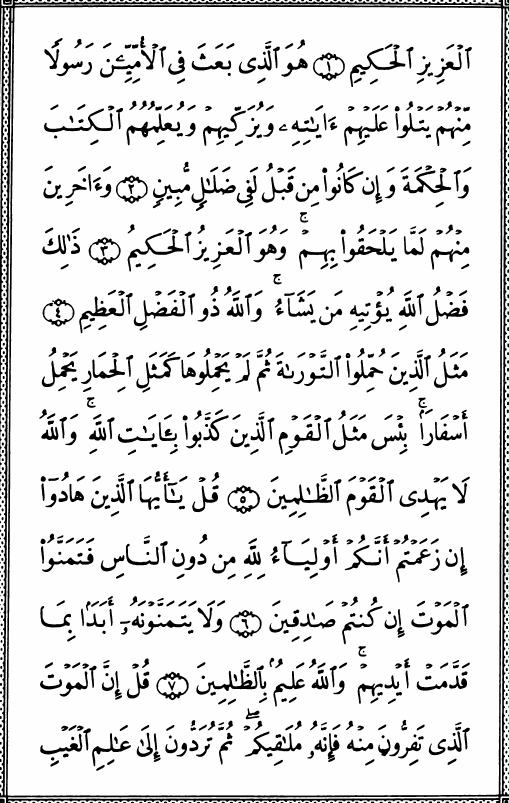 ٱلۡعَزِيزِ ٱلۡحَكِيمِ ١ هُوَ ٱلَّذِي بَعَثَ فِي ٱلۡأُمِّيِّـۧنَ رَسُولٗا
مِّنۡهُمۡ يَتۡلُواْ عَلَيۡهِمۡ ءَايَٰتِهِۦ وَيُزَكِّيهِمۡ وَيُعَلِّمُهُمُ ٱلۡكِتَٰبَ
وَٱلۡحِكۡمَةَ وَإِن كَانُواْ مِن قَبۡلُ لَفِي ضَلَٰلٖ مُّبِينٖ ٢ وَءَاخَرِينَ
مِنۡهُمۡ لَمَّا يَلۡحَقُواْ بِهِمۡۚ وَهُوَ ٱلۡعَزِيزُ ٱلۡحَكِيمُ ٣ ذَٰلِكَ
فَضۡلُ ٱللَّهِ يُؤۡتِيهِ مَن يَشَآءُۚ وَٱللَّهُ ذُو ٱلۡفَضۡلِ ٱلۡعَظِيمِ ٤
مَثَلُ ٱلَّذِينَ حُمِّلُواْ ٱلتَّوۡرَىٰةَ ثُمَّ لَمۡ يَحۡمِلُوهَا كَمَثَلِ ٱلۡحِمَارِ يَحۡمِلُ
أَسۡفَارَۢاۚ بِئۡسَ مَثَلُ ٱلۡقَوۡمِ ٱلَّذِينَ كَذَّبُواْ بِـَٔايَٰتِ ٱللَّهِۚ وَٱللَّهُ
لَا يَهۡدِي ٱلۡقَوۡمَ ٱلظَّٰلِمِينَ ٥ قُلۡ يَٰٓأَيُّهَا ٱلَّذِينَ هَادُوٓاْ
إِن زَعَمۡتُمۡ أَنَّكُمۡ أَوۡلِيَآءُ لِلَّهِ مِن دُونِ ٱلنَّاسِ فَتَمَنَّوُاْ
ٱلۡمَوۡتَ إِن كُنتُمۡ صَٰدِقِينَ ٦ وَلَا يَتَمَنَّوۡنَهُۥٓ أَبَدَۢا بِمَا
قَدَّمَتۡ أَيۡدِيهِمۡۚ وَٱللَّهُ عَلِيمُۢ بِٱلظَّٰلِمِينَ ٧ قُلۡ إِنَّ ٱلۡمَوۡتَ
ٱلَّذِي تَفِرُّونَ مِنۡهُ فَإِنَّهُۥ مُلَٰقِيكُمۡۖ ثُمَّ تُرَدُّونَ إِلَىٰ عَٰلِمِ ٱلۡغَيۡبِ